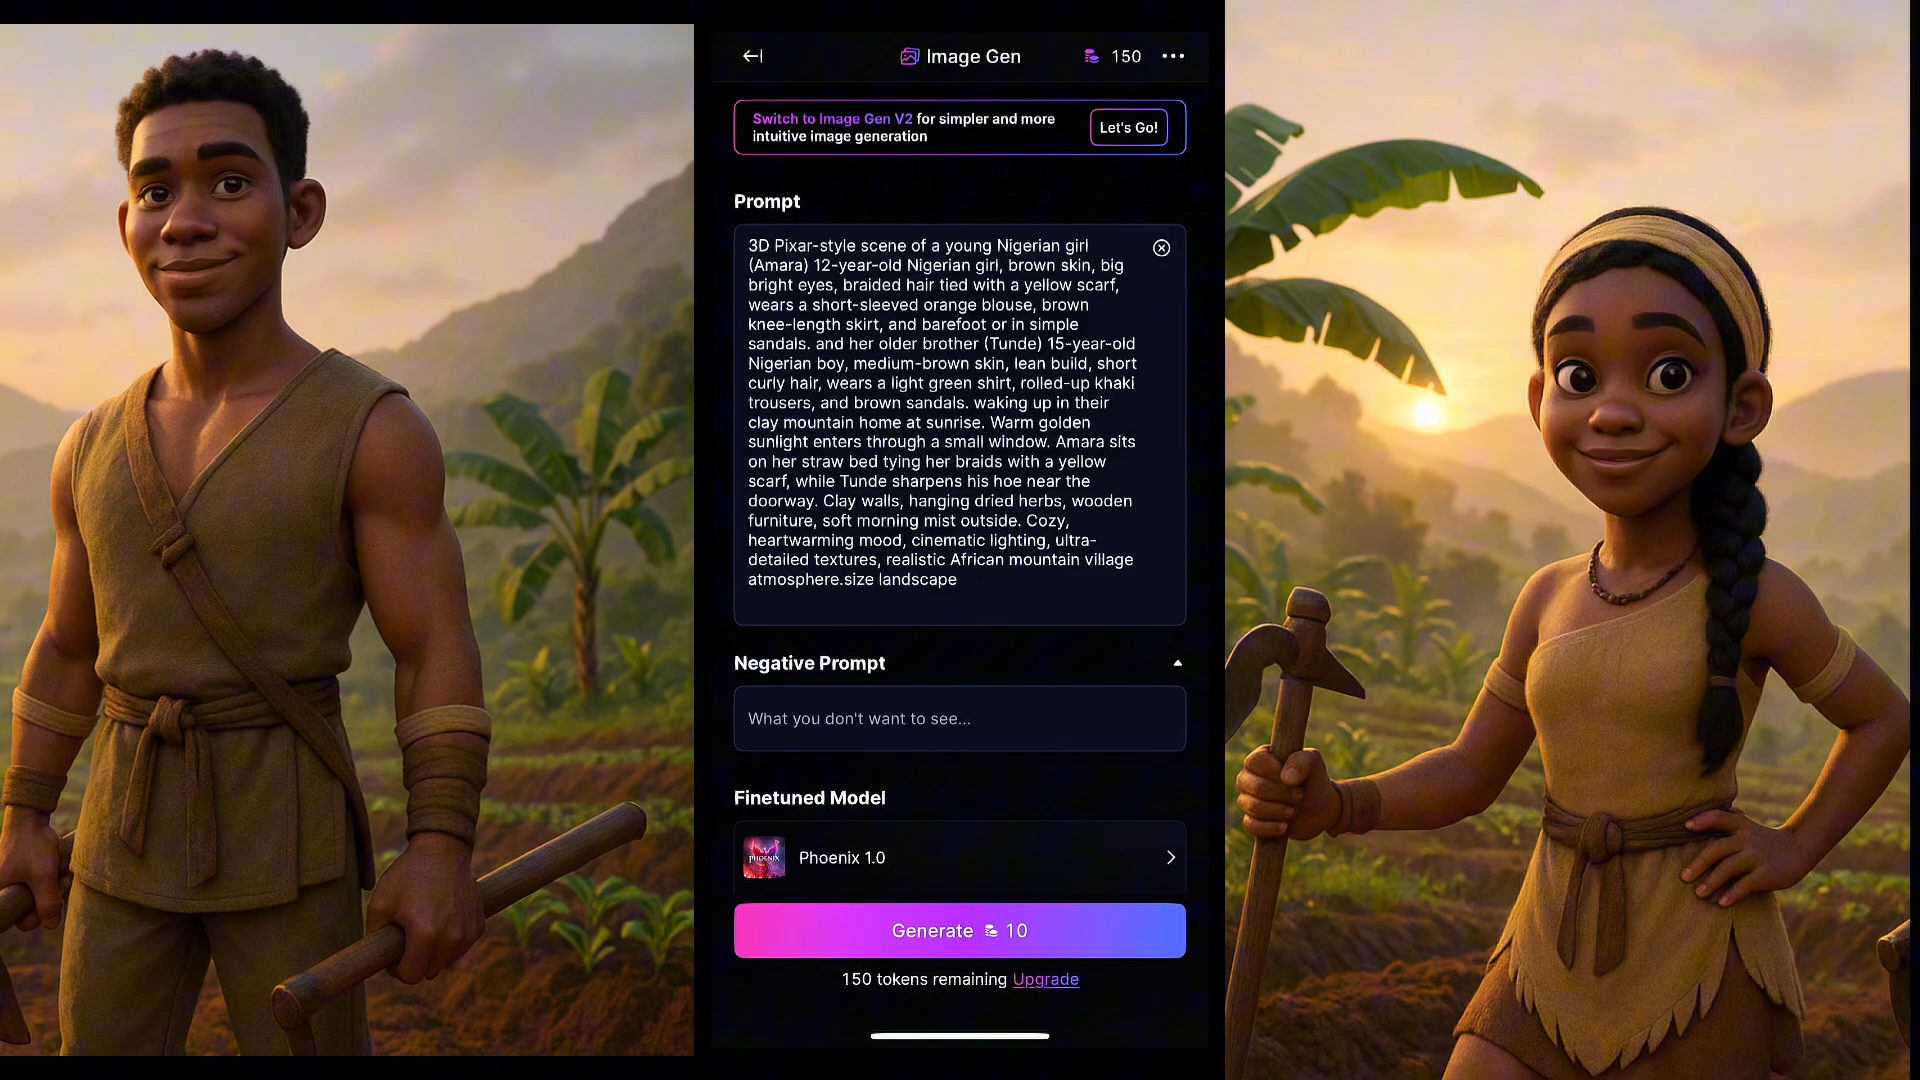 Image Gen
150
Switch to Image Gen V2 for simpler and more
intuitive image generation
Let's Go!
Prompt
3D Pixar-style scene of a young Nigerian girl
(Amara) 12-year-old Nigerian girl, brown skin, big
bright eyes, braided hair tied with a yellow scarf,
wears a short-sleeved orange blouse, brown
knee-length skirt, and barefoot or in simple
sandals. and her older brother (Tunde) 15-year-old
Nigerian boy, medium-brown skin, lean build, short
curly hair, wears a light green shirt, rolled-up khaki
trousers, and brown sandals. waking up in their
clay mountain home at sunrise. Warm golden
sunlight enters through a small window. Amara sits
on her straw bed tying her braids with a yellow
scarf, while Tunde sharpens his hoe near the
doorway. Clay walls, hanging dried herbs, wooden
furniture, soft morning mist outside. Cozy,
heartwarming mood, cinematic lighting, ultra-
detailed textures, realistic African mountain village
atmosphere.size landscape
Negative Prompt
What you don't want to see...
Finetuned Model
PHOENIX
Phoenix 1.0
Generate 10
150 tokens remaining Upgrade